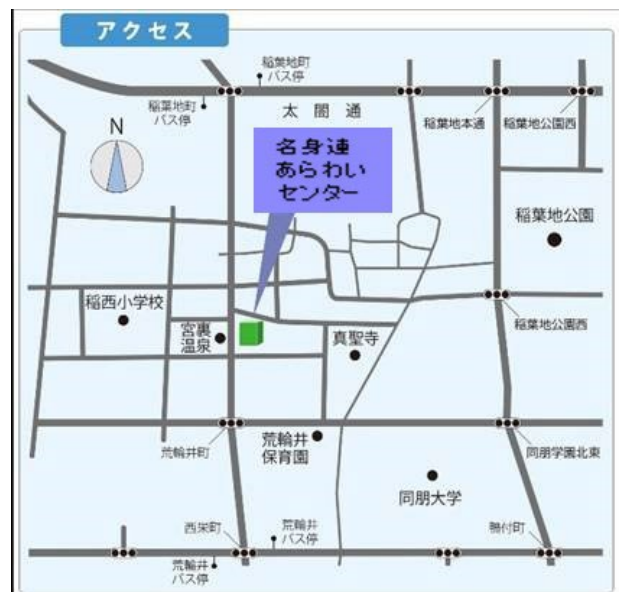 アクセス
稲葉地町
バス停
稲葉地町
バス停
太閤通
稲葉地本通
稲葉地公園西
N
名身連
あらわい
センター
稲葉地公園
稲西小学校
宮裏
温泉
真聖寺
稲葉地公園西
荒輪井町
荒輪井
保育園
同朋学園北東
同朋大学
西栄町
荒輪井
バス停
鴨付町
荒輪井
バス停